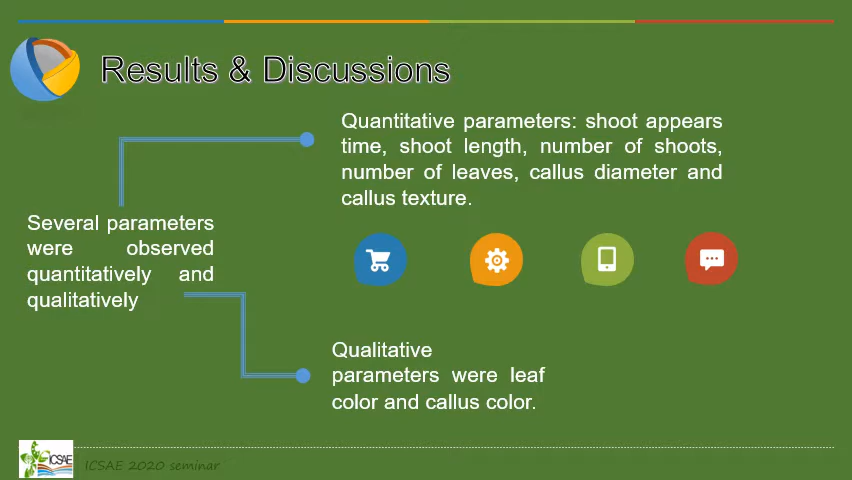 Results & Discussions
Quantitative parameters: shoot appears
time, shoot length, number of shoots,
number of leaves, callus diameter and
callus texture.
Several parameters
were observed
quantitatively and
qualitatively
Qualitative
parameters were leaf
color and callus color.
ICSAE
ICSAE 2020 seminar